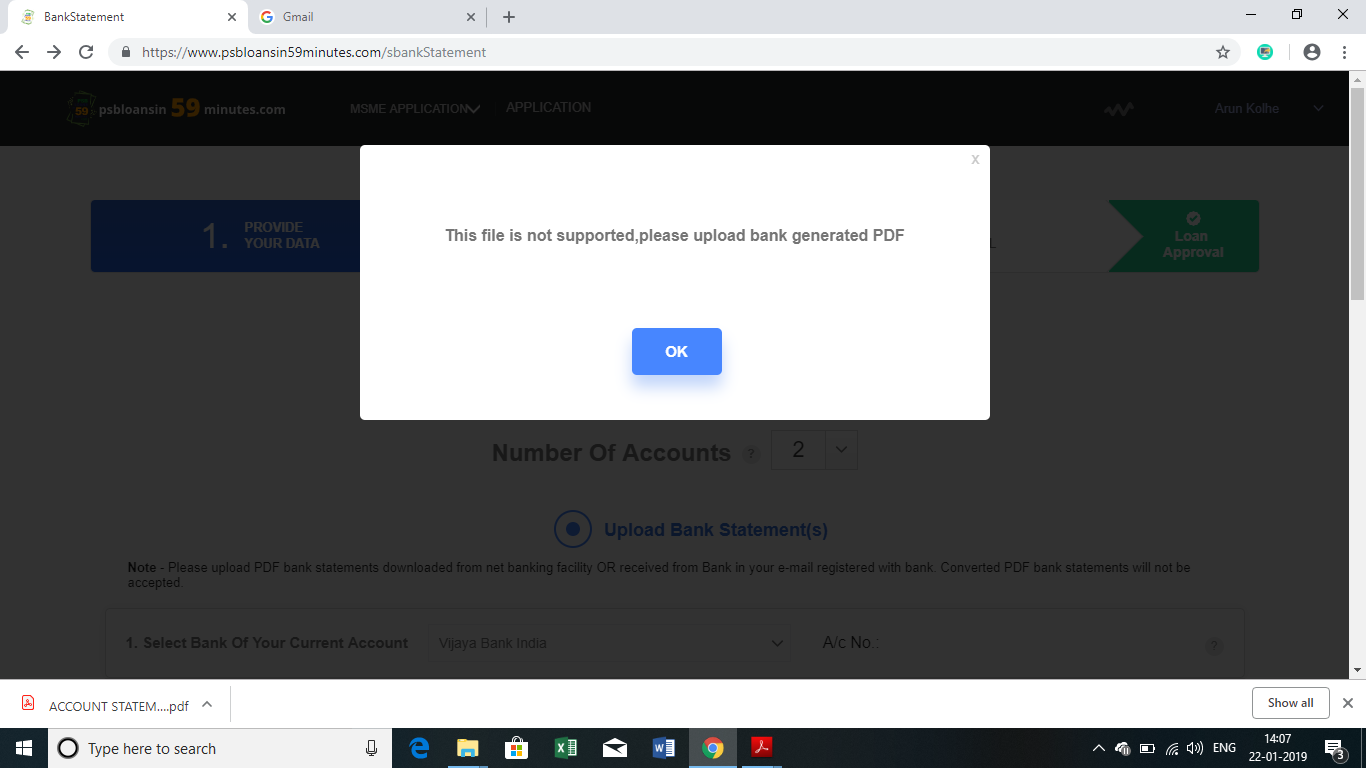 BankStatement
Gmail
https://www.psbloansin59minutes.com/sbankStatement
59 psbloansin 59 minutes.com
MSME APPLICATION
APPLICATION
Arun Kolhe
x
This file is not supported,please upload bank generated PDF
OK
1.
PROVIDE
YOUR DATA
Loan
Approval
Number Of Accounts ? 2
Upload Bank Statement(s)
Note - Please upload PDF bank statements downloaded from net banking facility OR received from Bank in your e-mail registered with bank. Converted PDF bank statements will not be
accepted.
1. Select Bank Of Your Current Account
Vijaya Bank India
A/c No.:
?
ACCOUNT STATEM....pdf
Show all
Type here to search
ENG
14:07
22-01-2019
3